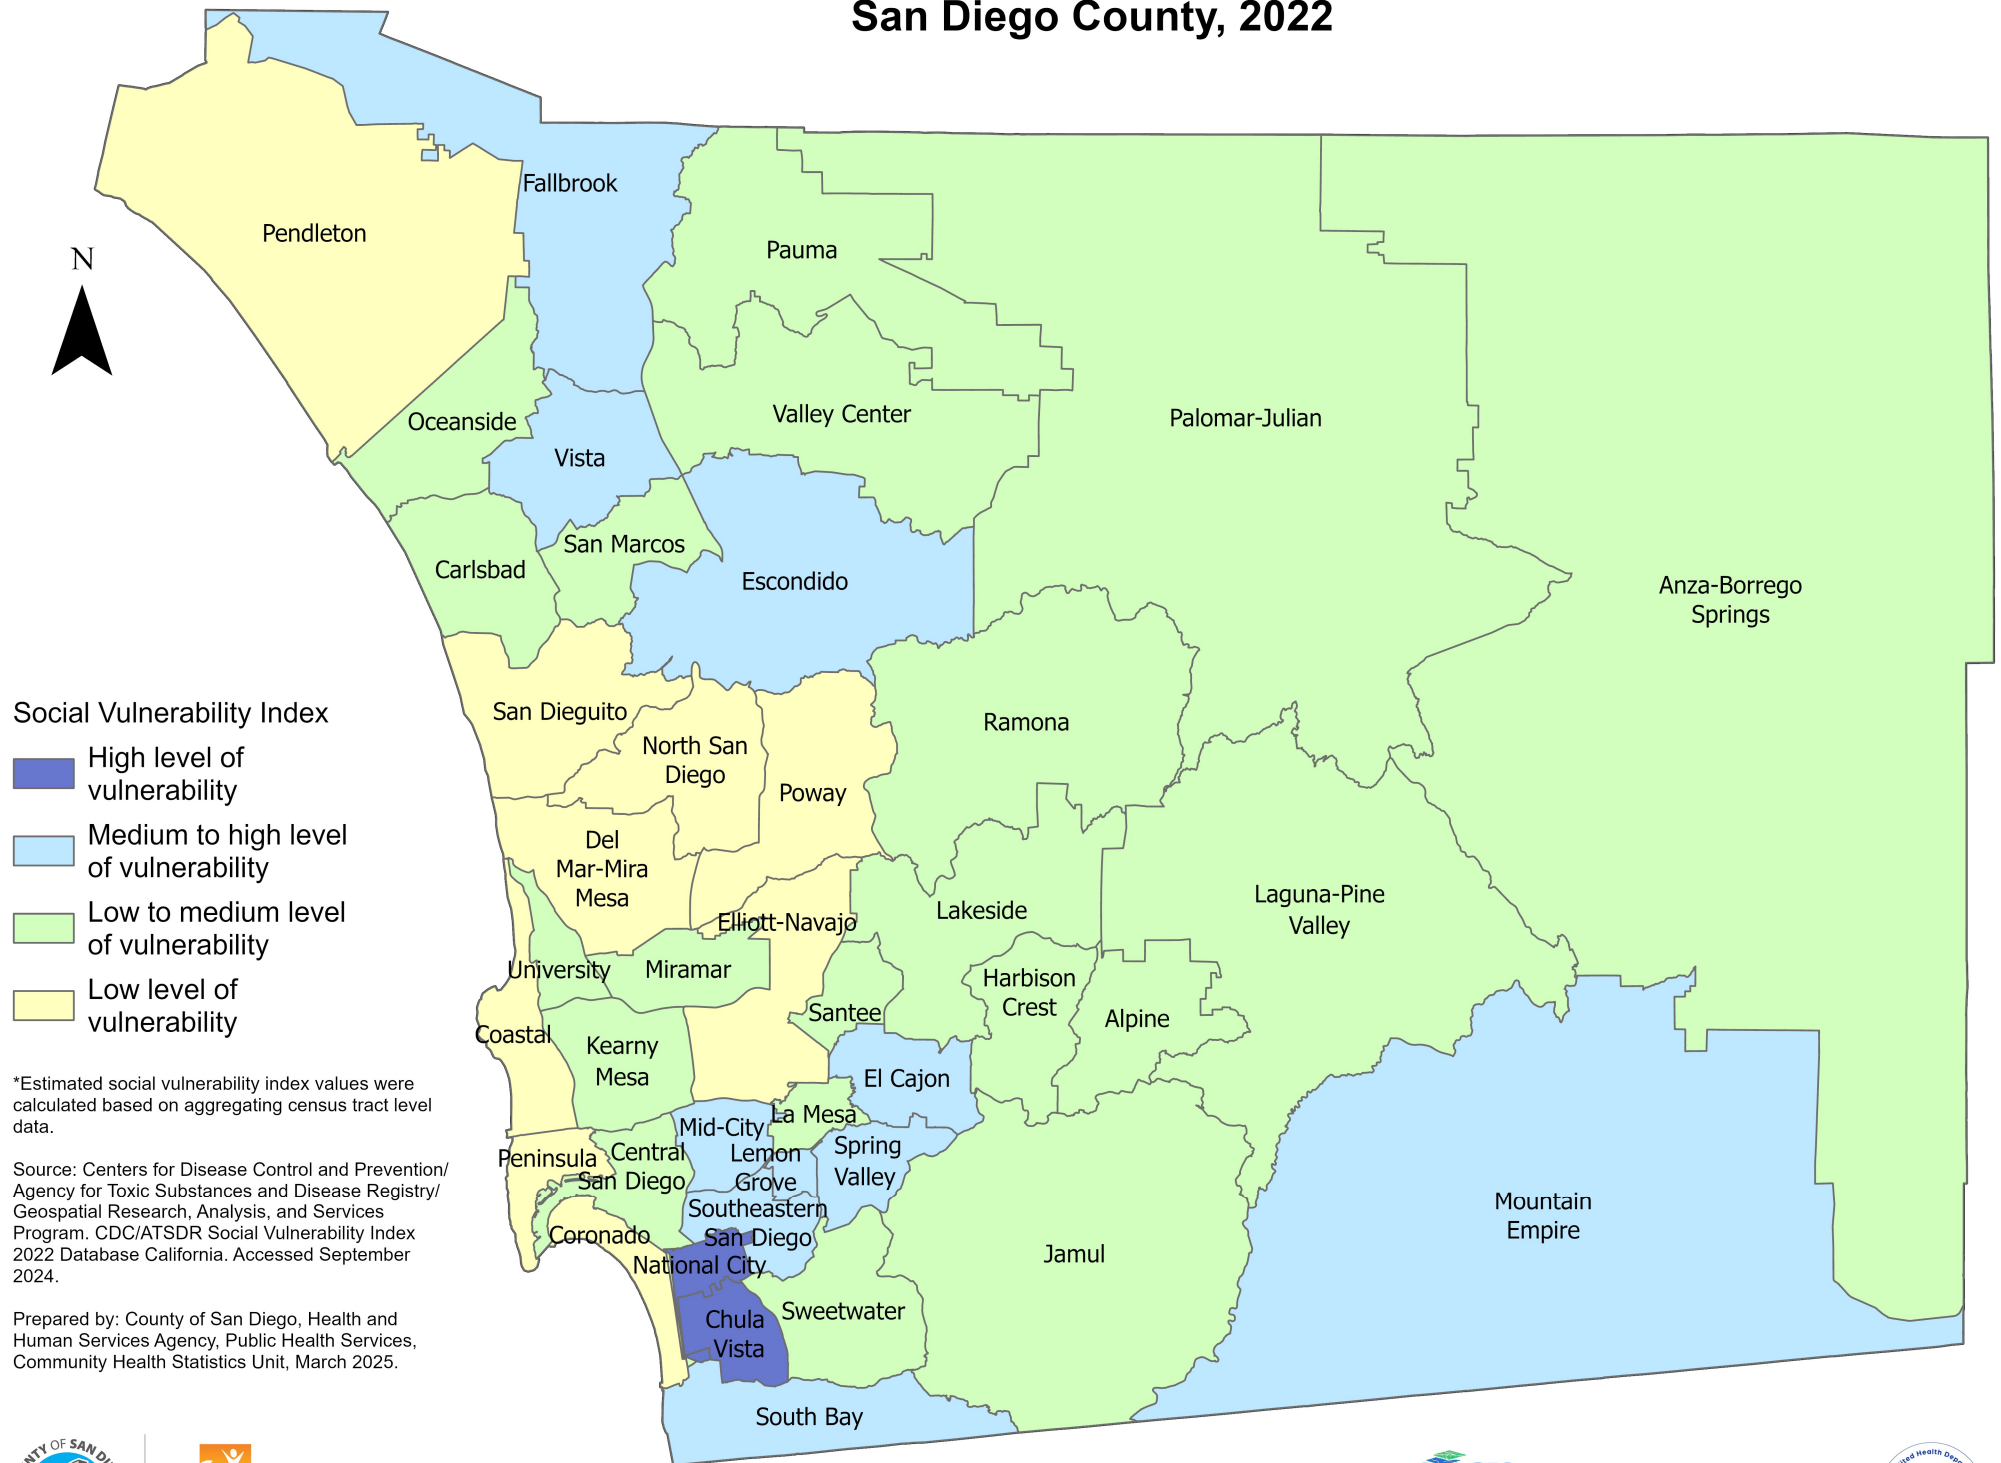 San Diego County, 2022
Fallbrook
Pendleton
Pauma
N
Oceanside
Valley Center
Palomar-Julian
Vista
San Marcos
Carlsbad
Escondido
Anza-Borrego
Springs
San Dieguito
North San
Diego
Ramona
Poway
Del
Mar-Mira
Mesa
Elliott-Navajo
Lakeside
Laguna-Pine
Valley
University
Miramar
Harbison
Crest
Santee
Alpine
Coastal
Kearny
Mesa
El Cajon
La Mesa
Mid-City
Central
San Diego
Lemon
Grove
Spring
Valley
Peninsula
Southeastern
San Diego
Coronado
National City
Mountain
Empire
Jamul
Chula
Vista
Sweetwater
South Bay
Social Vulnerability Index
High level of
vulnerability
Medium to high level
of vulnerability
Low to medium level
of vulnerability
Low level of
vulnerability
*Estimated social vulnerability index values were
calculated based on aggregating census tract level
data.
Source: Centers for Disease Control and Prevention/
Agency for Toxic Substances and Disease Registry/
Geospatial Research, Analysis, and Services
Program. CDC/ATSDR Social Vulnerability Index
2022 Database California. Accessed September
2024.
Prepared by: County of San Diego, Health and
Human Services Agency, Public Health Services,
Community Health Statistics Unit, March 2025.
OF SAN
Health